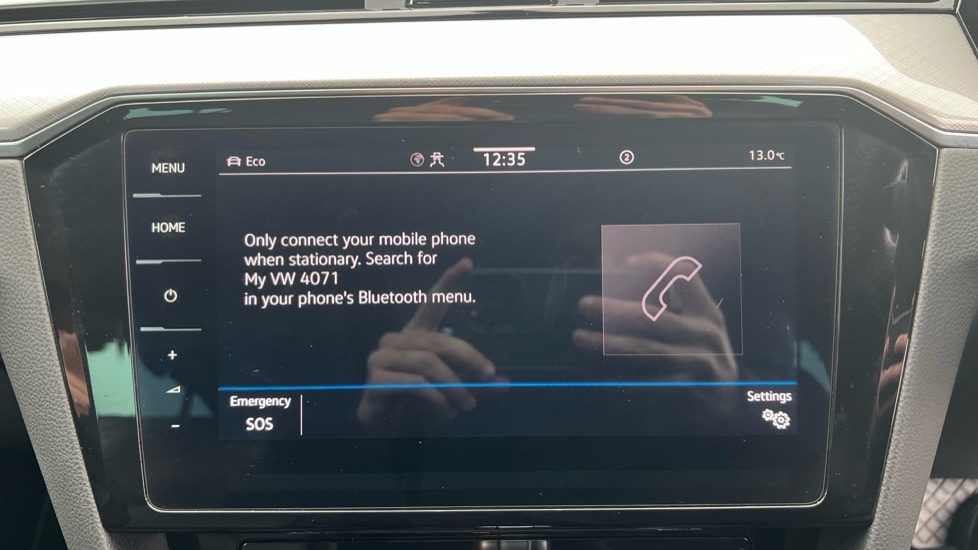 MENU
HOME
+
-
Eco
12:35
2
13.0°C
Only connect your mobile phone
when stationary. Search for
My VW 4071
in your phone's Bluetooth menu.
Emergency
SOS
Settings